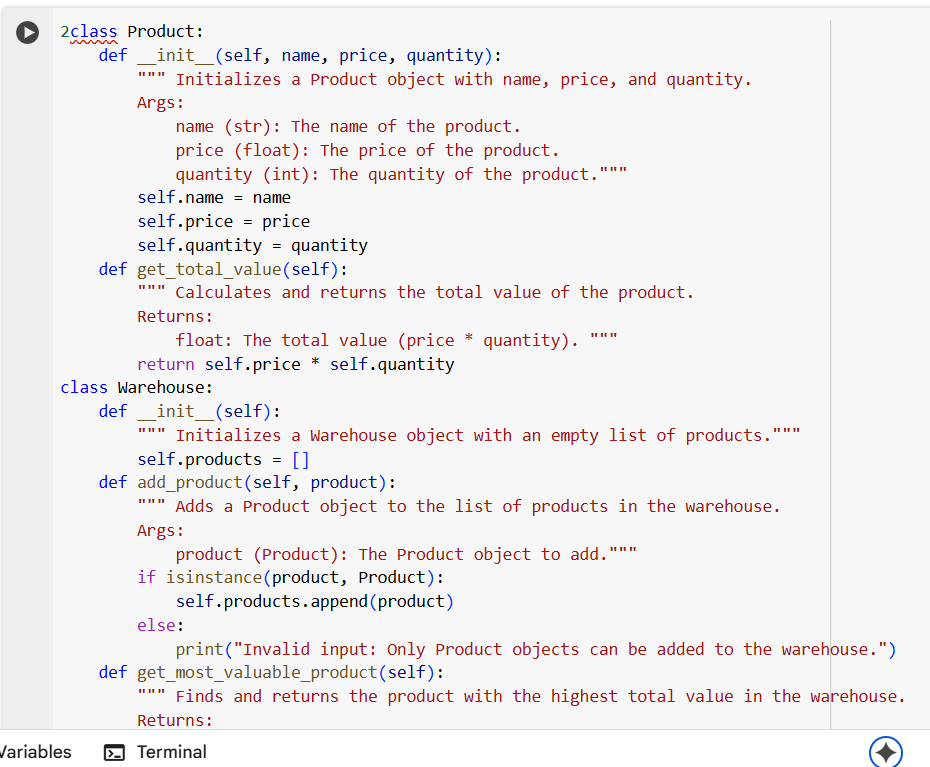 2class Product:
    def __init__(self, name, price, quantity):
        """ Initializes a Product object with name, price, and quantity.
        Args:
            name (str): The name of the product.
            price (float): The price of the product.
            quantity (int): The quantity of the product."""
        self.name = name
        self.price = price
        self.quantity = quantity
    def get_total_value(self):
        """ Calculates and returns the total value of the product.
        Returns:
            float: The total value (price * quantity). """
        return self.price * self.quantity
class Warehouse:
    def __init__(self):
        """ Initializes a Warehouse object with an empty list of products."""
        self.products = []
    def add_product(self, product):
        """ Adds a Product object to the list of products in the warehouse.
        Args:
            product (Product): The Product object to add."""
        if isinstance(product, Product):
            self.products.append(product)
        else:
            print("Invalid input: Only Product objects can be added to the warehouse.")
    def get_most_valuable_product(self):
        """ Finds and returns the product with the highest total value in the warehouse.
        Returns:
Variables Terminal